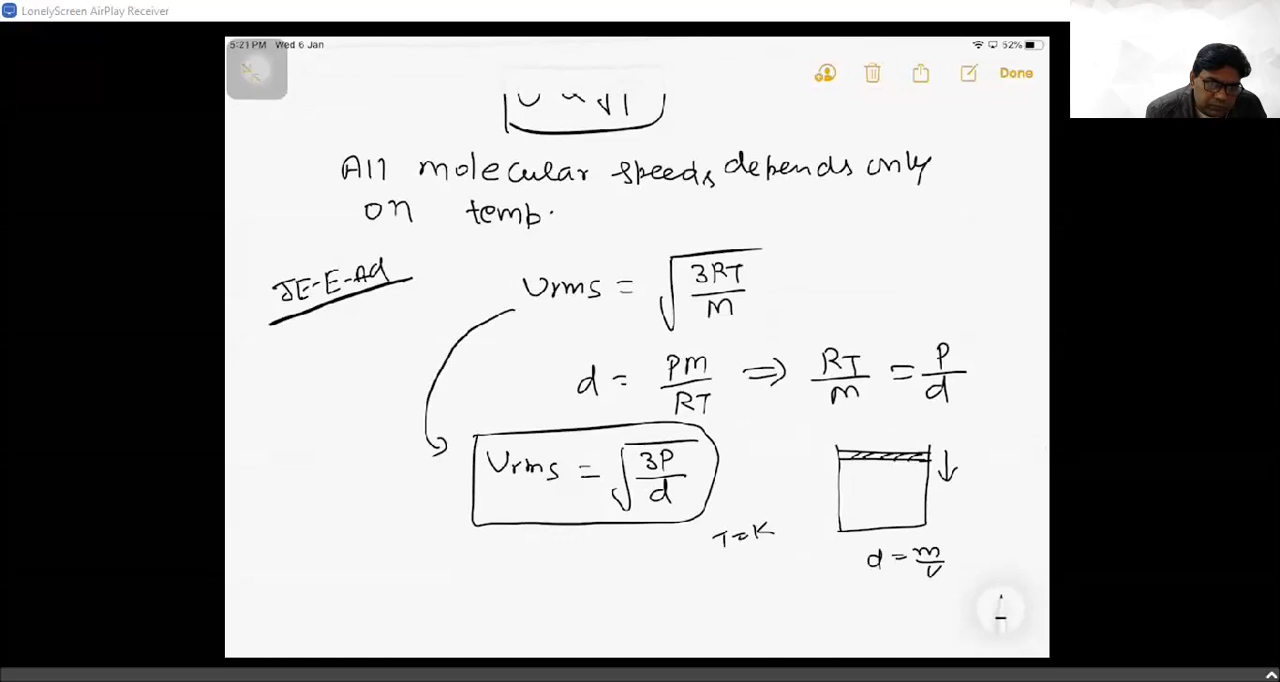 LonelyScreen AirPlay Receiver
5:21 PM Wed 6 Jan
52%
Done
All molecular speeds depends only
on temp.
JE-E-Ad
Urms = √(3RT/M)
d = PM/RT ⇒ RT/M = P/d
Urms = √(3P/d)
T=K
d = m/v